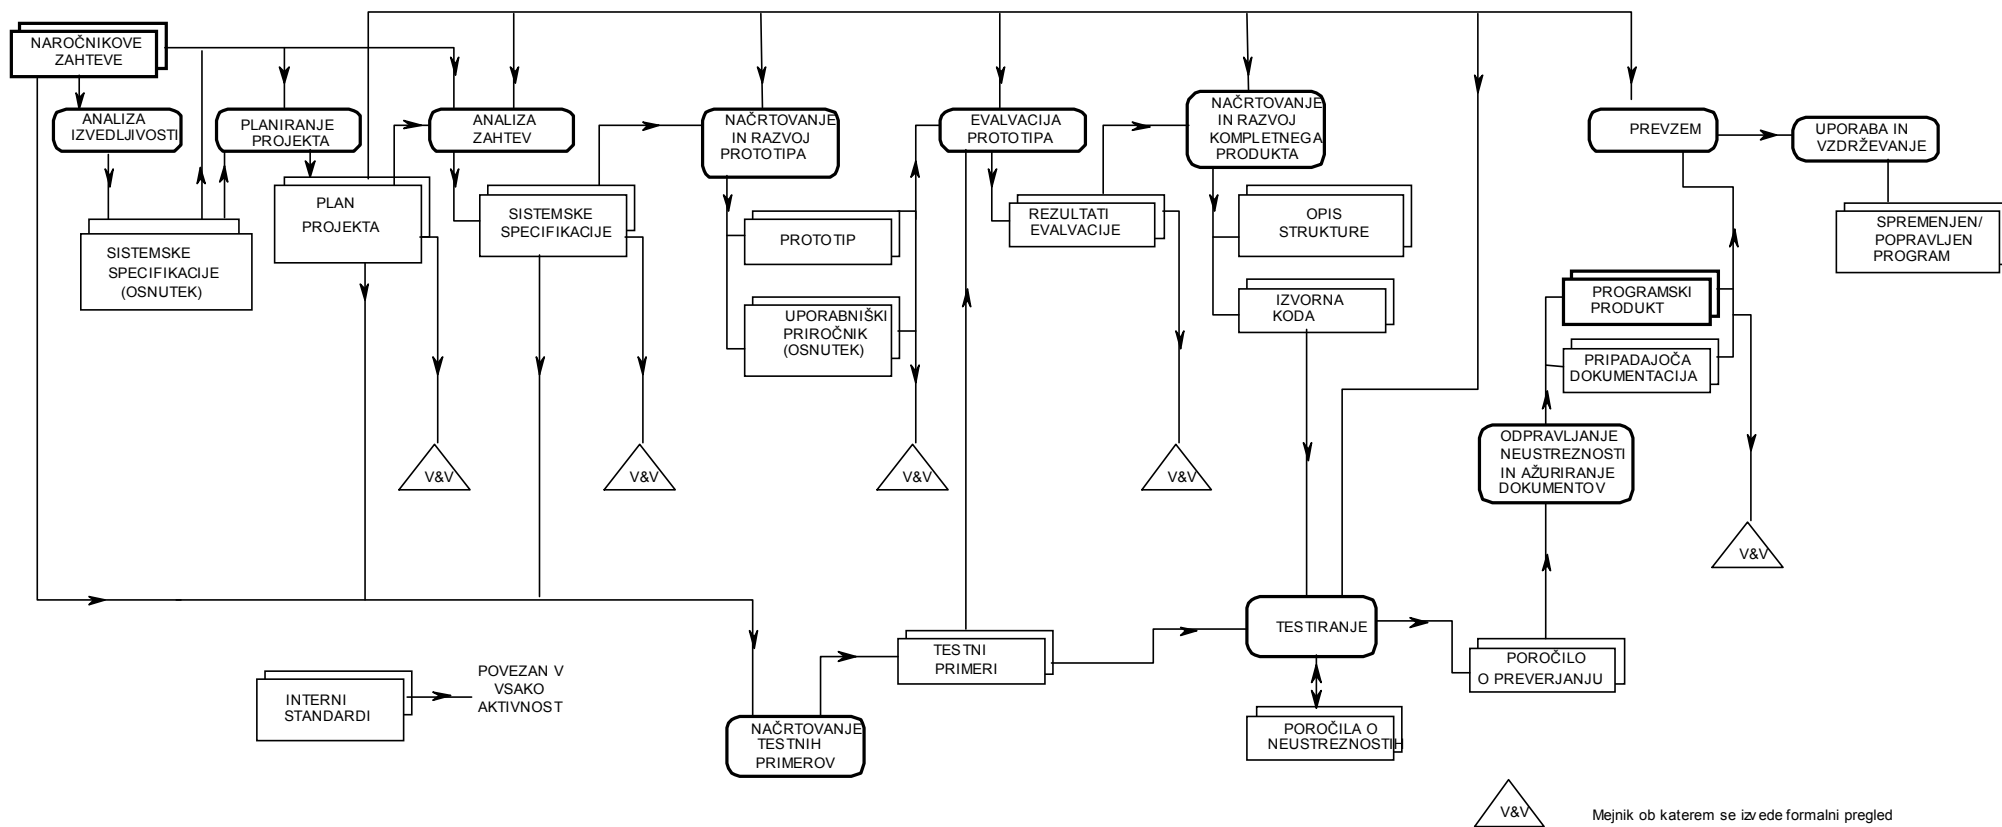 NAROČNIKOVE
ZAHTEVE
ANALIZA
IZVEDLJIVOSTI
PLANIRANJE
PROJEKTA
ANALIZA
ZAHTEV
NAČRTOVANJE
IN RAZVOJ
PROTOTIPA
EVALVACIJA
PROTOTIPA
NAČRTOVANJE
IN RAZVOJ
KOMPLETNEGA
PRODUKTA
PREVZEM
UPORABA IN
VZDRŽEVANJE
SISTEMSKE
SPECIFIKACIJE
(OSNUTEK)
PLAN
PROJEKTA
SISTEMSKE
SPECIFIKACIJE
PROTOTIP
UPORABNIŠKI
PRIROČNIK
(OSNUTEK)
REZULTATI
EVALVACIJE
OPIS
STRUKTURE
IZVORNA
KODA
SPREMENJEN/
POPRAVLJEN
PROGRAM
PROGRAMSKI
PRODUKT
PRIPADAJOČA
DOKUMENTACIJA
ODPRAVLJANJE
NEUSTREZNOSTI
IN AŽURIRANJE
DOKUMENTOV
V&V
V&V
V&V
V&V
V&V
TESTIRANJE
TESTNI
PRIMERI
POROČILO
O PREVERJANJU
INTERNI
STANDARDI
POVEZAN V
VSAKO
AKTIVNOST
NAČRTOVANJE
TESTNIH
PRIMEROV
POROČILA O
NEUSTREZNOSTIH
V&V
Mejnik ob katerem se izvede formalni pregled